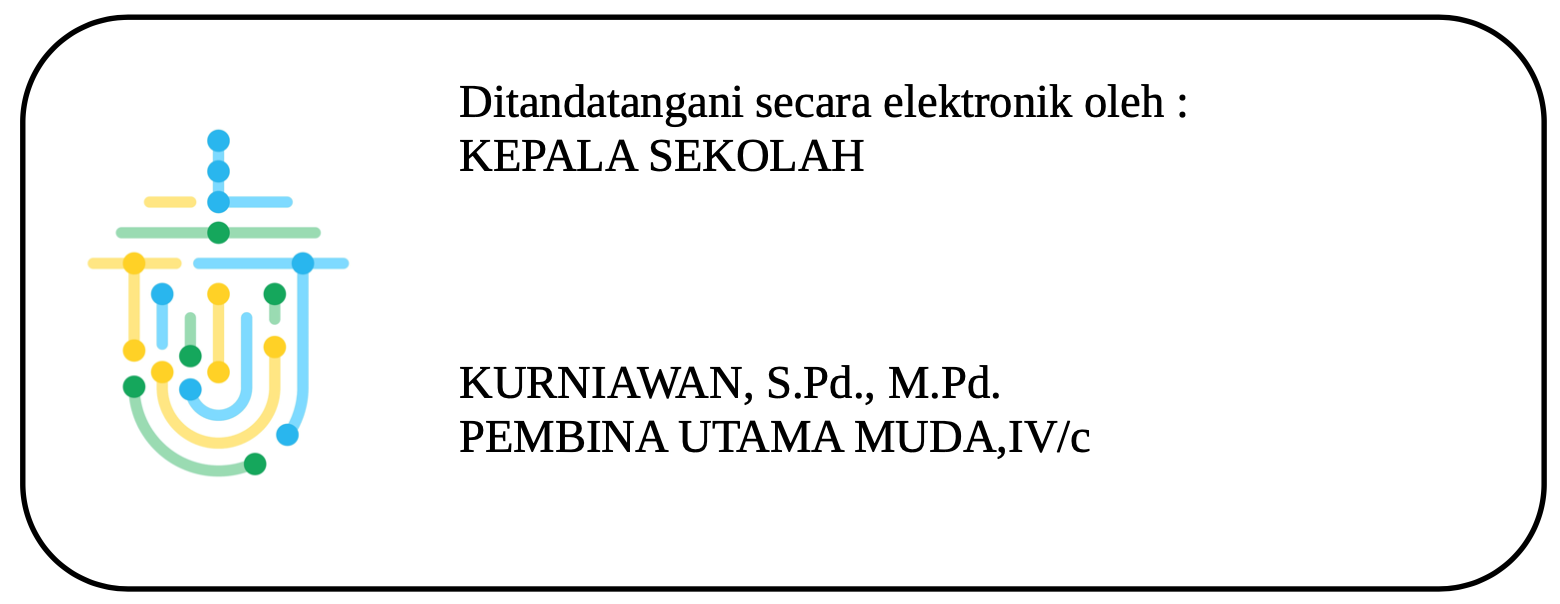 Ditandatangani secara elektronik oleh :
KEPALA SEKOLAH
KURNIAWAN, S.Pd., M.Pd.
PEMBINA UTAMA MUDA,IV/c